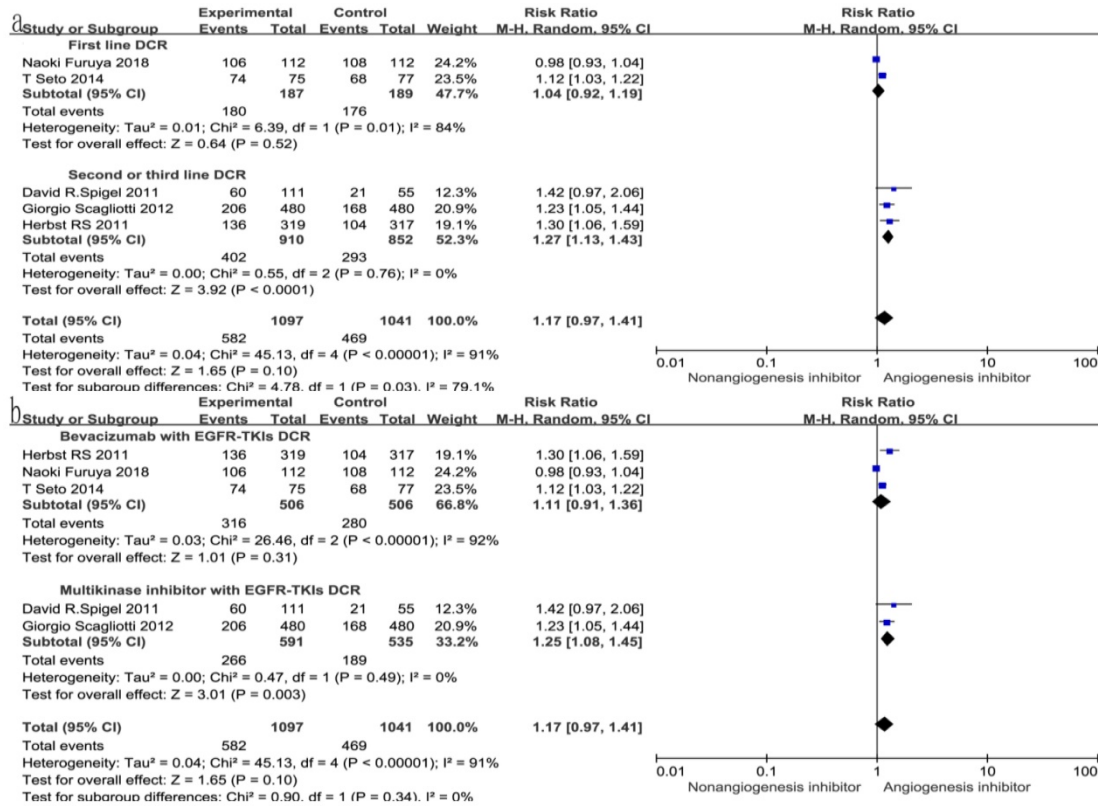 a
Experimental Control Risk Ratio Risk Ratio
Study or Subgroup Events Total Events Total Weight M-H. Random. 95% CI M-H. Random. 95% CI
First line DCR
Naoki Furuya 2018 106 112 108 112 24.2% 0.98 [0.93, 1.04]
T Seto 2014 74 75 68 77 23.5% 1.12 [1.03, 1.22]
Subtotal (95% CI) 187 189 47.7% 1.04 [0.92, 1.19]
Total events 180 176
Heterogeneity: Tau² = 0.01; Chi² = 6.39, df = 1 (P = 0.01); I² = 84%
Test for overall effect: Z = 0.64 (P = 0.52)
Second or third line DCR
David R.Spigel 2011 60 111 21 55 12.3% 1.42 [0.97, 2.06]
Giorgio Scagliotti 2012 206 480 168 480 20.9% 1.23 [1.05, 1.44]
Herbst RS 2011 136 319 104 317 19.1% 1.30 [1.06, 1.59]
Subtotal (95% CI) 910 852 52.3% 1.27 [1.13, 1.43]
Total events 402 293
Heterogeneity: Tau² = 0.00; Chi² = 0.55, df = 2 (P = 0.76); I² = 0%
Test for overall effect: Z = 3.92 (P < 0.0001)
Total (95% CI) 1097 1041 100.0% 1.17 [0.97, 1.41]
Total events 582 469
Heterogeneity: Tau² = 0.04; Chi² = 45.13, df = 4 (P < 0.00001); I² = 91%
Test for overall effect: Z = 1.65 (P = 0.10)
Test for subgroup differences: Chi² = 4.78. df = 1 (P = 0.03). I² = 79.1%
0.01 0.1 1 10 100
Nonangiogenesis inhibitor Angiogenesis inhibitor
b
Experimental Control Risk Ratio Risk Ratio
Study or Subgroup Events Total Events Total Weight M-H. Random. 95% CI M-H. Random. 95% CI
Bevacizumab with EGFR-TKIs DCR
Herbst RS 2011 136 319 104 317 19.1% 1.30 [1.06, 1.59]
Naoki Furuya 2018 106 112 108 112 24.2% 0.98 [0.93, 1.04]
T Seto 2014 74 75 68 77 23.5% 1.12 [1.03, 1.22]
Subtotal (95% CI) 506 506 66.8% 1.11 [0.91, 1.36]
Total events 316 280
Heterogeneity: Tau² = 0.03; Chi² = 26.46, df = 2 (P < 0.00001); I² = 92%
Test for overall effect: Z = 1.01 (P = 0.31)
Multikinase inhibitor with EGFR-TKIs DCR
David R.Spigel 2011 60 111 21 55 12.3% 1.42 [0.97, 2.06]
Giorgio Scagliotti 2012 206 480 168 480 20.9% 1.23 [1.05, 1.44]
Subtotal (95% CI) 591 535 33.2% 1.25 [1.08, 1.45]
Total events 266 189
Heterogeneity: Tau² = 0.00; Chi² = 0.47, df = 1 (P = 0.49); I² = 0%
Test for overall effect: Z = 3.01 (P = 0.003)
Total (95% CI) 1097 1041 100.0% 1.17 [0.97, 1.41]
Total events 582 469
Heterogeneity: Tau² = 0.04; Chi² = 45.13, df = 4 (P < 0.00001); I² = 91%
Test for overall effect: Z = 1.65 (P = 0.10)
Test for subgroup differences: Chi² = 0.90. df = 1 (P = 0.34). I² = 0%
0.01 0.1 1 10 100
Nonangiogenesis inhibitor Angiogenesis inhibitor